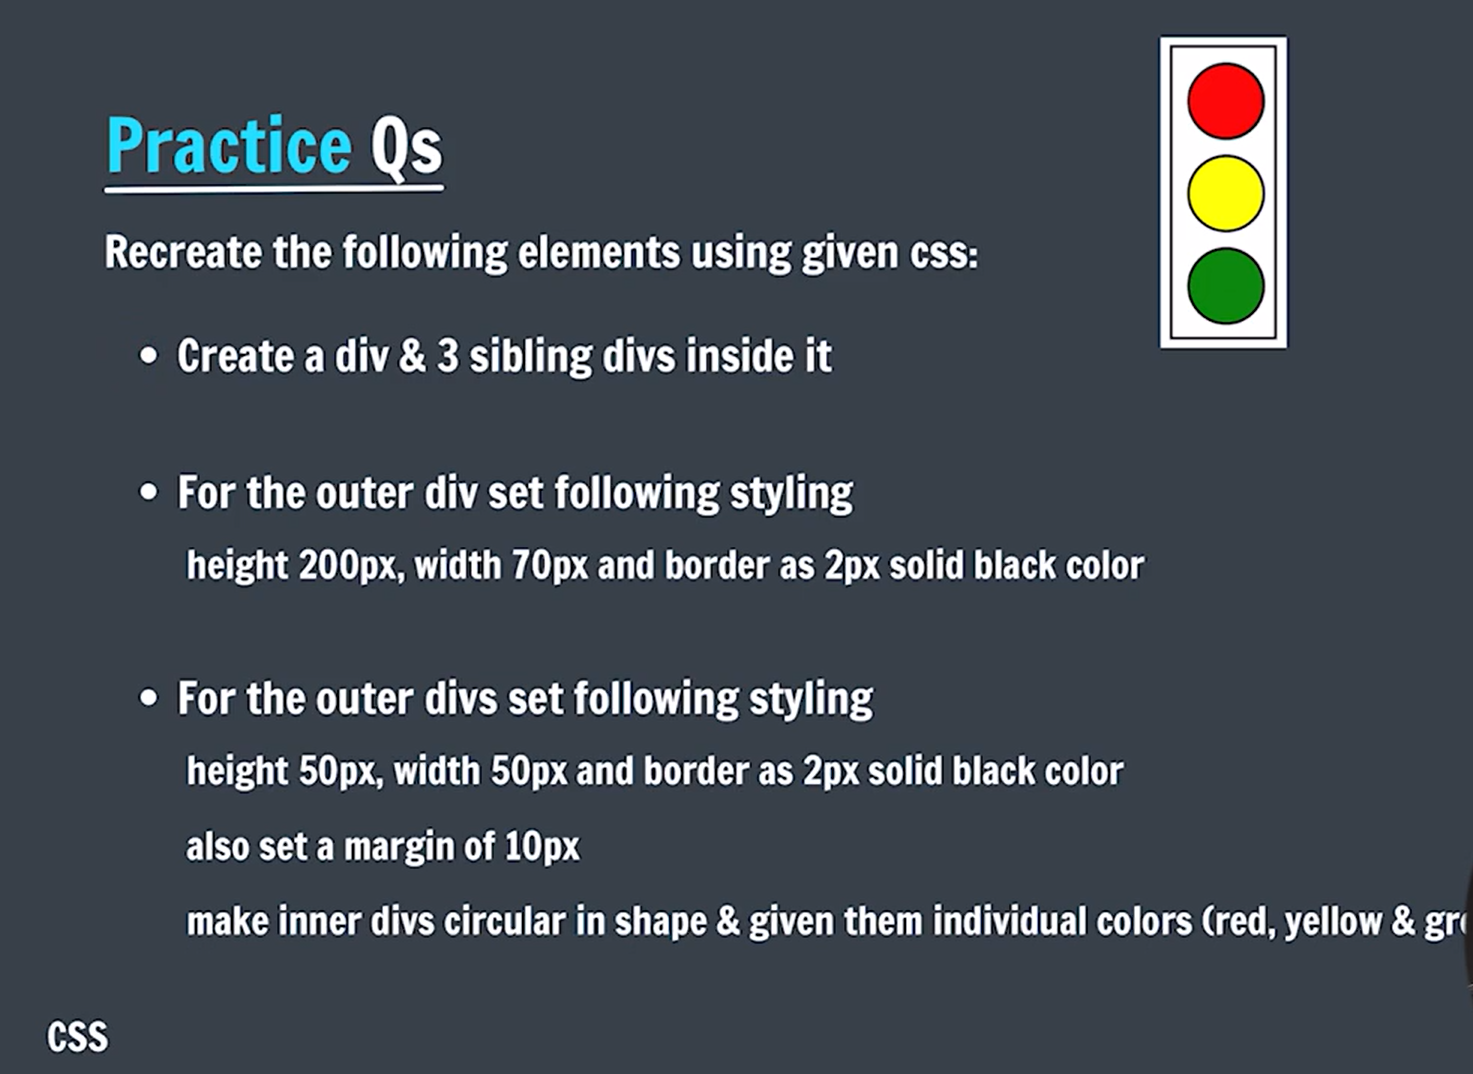 Practice Qs
Recreate the following elements using given css:
• Create a div & 3 sibling divs inside it
• For the outer div set following styling
height 200px, width 70px and border as 2px solid black color
• For the outer divs set following styling
height 50px, width 50px and border as 2px solid black color
also set a margin of 10px
make inner divs circular in shape & given them individual colors (red, yellow &
CSS